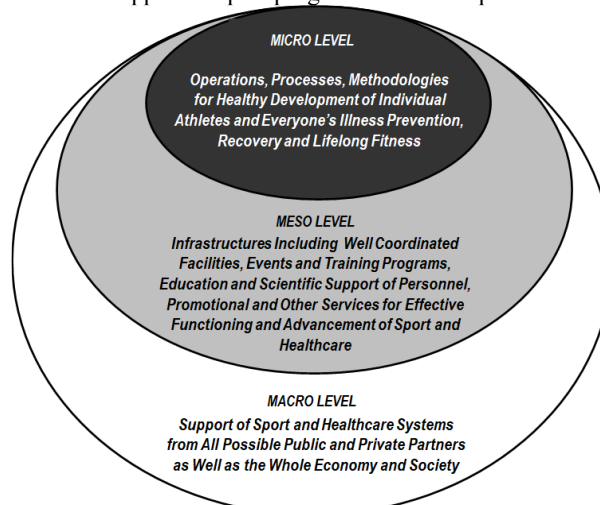 MICRO LEVEL
Operations, Processes, Methodologies
for Healthy Development of Individual
Athletes and Everyone's Illness Prevention,
Recovery and Lifelong Fitness
MESO LEVEL
Infrastructures Including Well Coordinated
Facilities, Events and Training Programs,
Education and Scientific Support of Personnel,
Promotional and Other Services for Effective
Functioning and Advancement of Sport and
Healthcare
MACRO LEVEL
Support of Sport and Healthcare Systems
from All Possible Public and Private Partners
as Well as the Whole Economy and Society